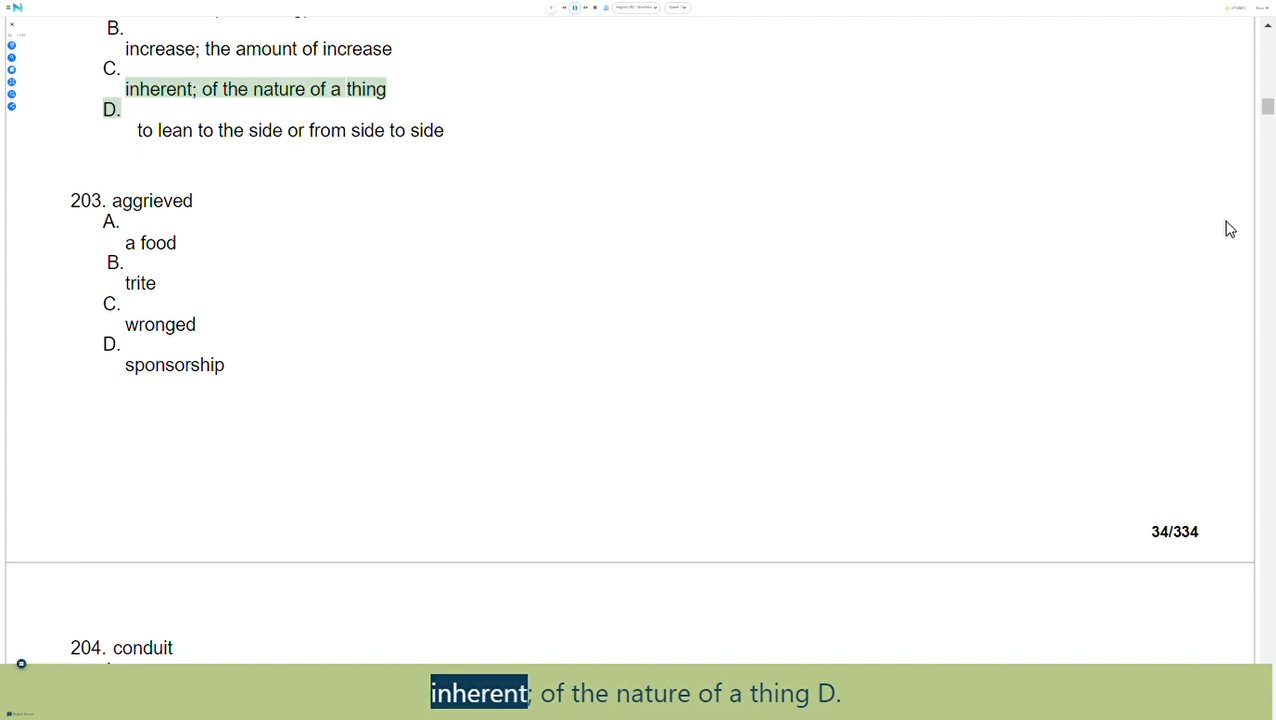 B.
increase; the amount of increase
C.
inherent; of the nature of a thing
D.
to lean to the side or from side to side
203. aggrieved
A.
a food
B.
trite
C.
wronged
D.
sponsorship
34/334
204. conduit
inherent; of the nature of a thing D.